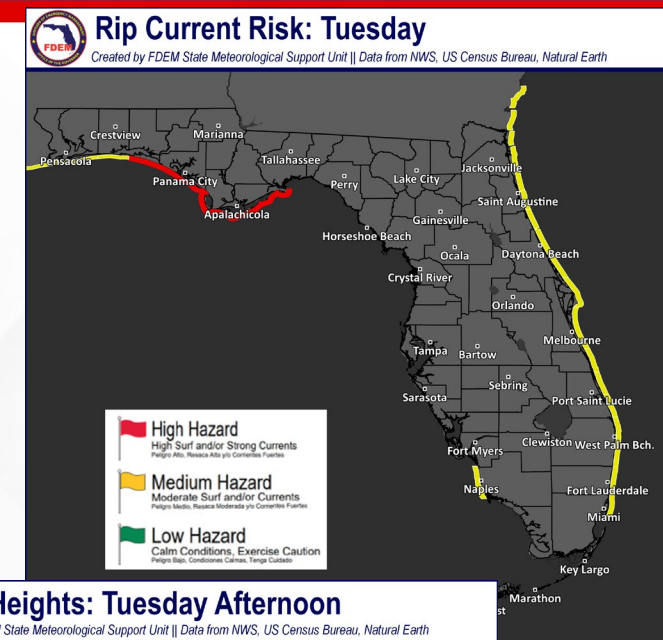 FDEM
Rip Current Risk: Tuesday
Created by FDEM State Meteorological Support Unit || Data from NWS, US Census Bureau, Natural Earth
Crestview
Marianna
Pensacola
Tallahassee
Jacksonville
Panama City
Perry
Lake City
Saint Augustine
Apalachicola
Gainesville
Horseshoe Beach
Ocala
Daytona Beach
Crystal River
Orlando
Melbourne
Tampa
Bartow
Sebring
Sarasota
Port Saint Lucie
Fort Myers
Clewiston
West Palm Bch.
Naples
Fort Lauderdale
Miami
Key Largo
Marathon
st
High Hazard
High Surf and/or Strong Currents
Peligro Alto, Resaca Alta y/o Corrientes Fuertes
Medium Hazard
Moderate Surf and/or Currents
Peligro Medio, Resaca Moderada y/o Corrientes Fuertes
Low Hazard
Calm Conditions, Exercise Caution
Peligro Bajo, Condiciones Calmas, Tenga Cuidado
Heights: Tuesday Afternoon
State Meteorological Support Unit || Data from NWS, US Census Bureau, Natural Earth